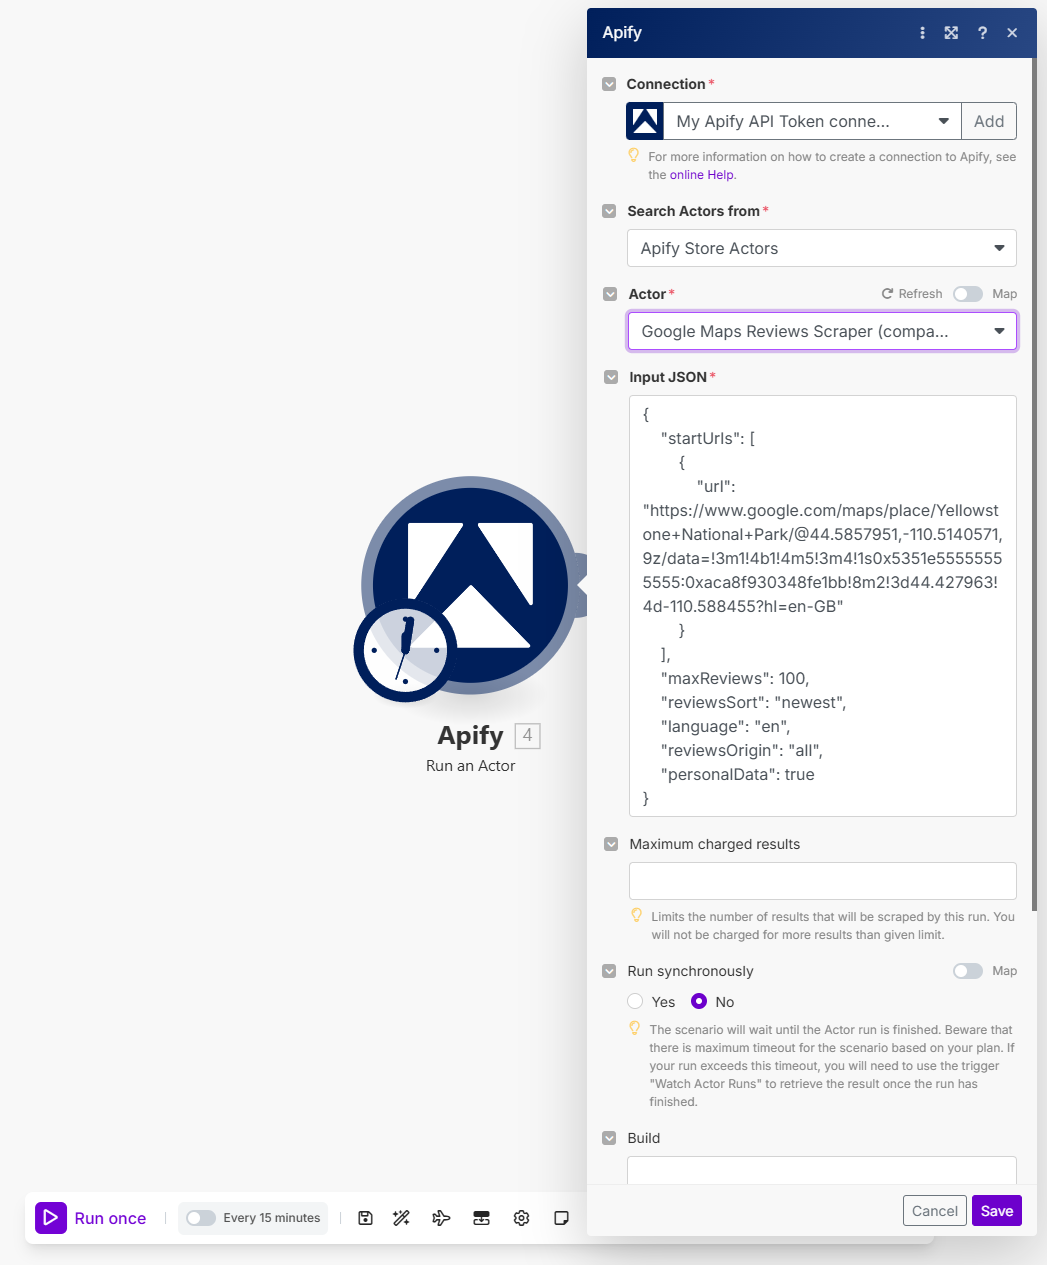 Apify
?
Connection *
My Apify API Token conne...
Add
For more information on how to create a connection to Apify, see
the online Help.
Search Actors from *
Apify Store Actors
Actor *
Refresh
Map
Google Maps Reviews Scraper (compa...
Input JSON *
{
"startUrls": [
{
"url":
"https://www.google.com/maps/place/Yellowst
one+National+Park/@44.5857951,-110.5140571,
9z/data=!3m1!4b1!4m5!3m4!1s0x5351e5555555
5555:0xaca8f930348fe1bb!8m2!3d44.427963!
4d-110.588455?hl=en-GB"
}
],
"maxReviews": 100,
"reviewsSort": "newest",
"language": "en",
"reviewsOrigin": "all",
"personalData": true
}
Maximum charged results
Limits the number of results that will be scraped by this run. You
will not be charged for more results than given limit.
Run synchronously
Map
Yes
No
The scenario will wait until the Actor run is finished. Beware that
there is maximum timeout for the scenario based on your plan. If
your run exceeds this timeout, you will need to use the trigger
"Watch Actor Runs" to retrieve the result once the run has
finished.
Build
Cancel
Save
Apify 4
Run an Actor
Run once
Every 15 minutes